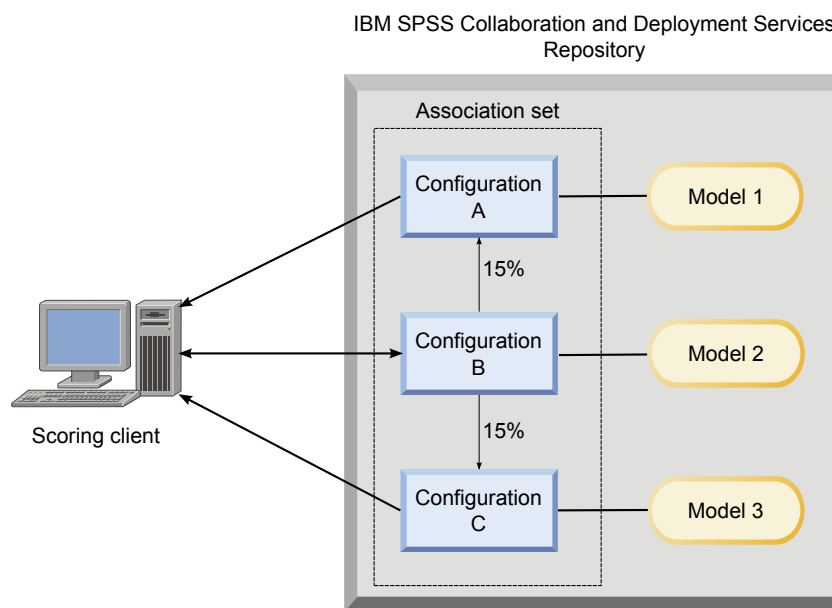 IBM SPSS Collaboration and Deployment Services
Repository
Association set
Configuration
A
Model 1
15%
Configuration
B
Model 2
Scoring client
15%
Configuration
C
Model 3